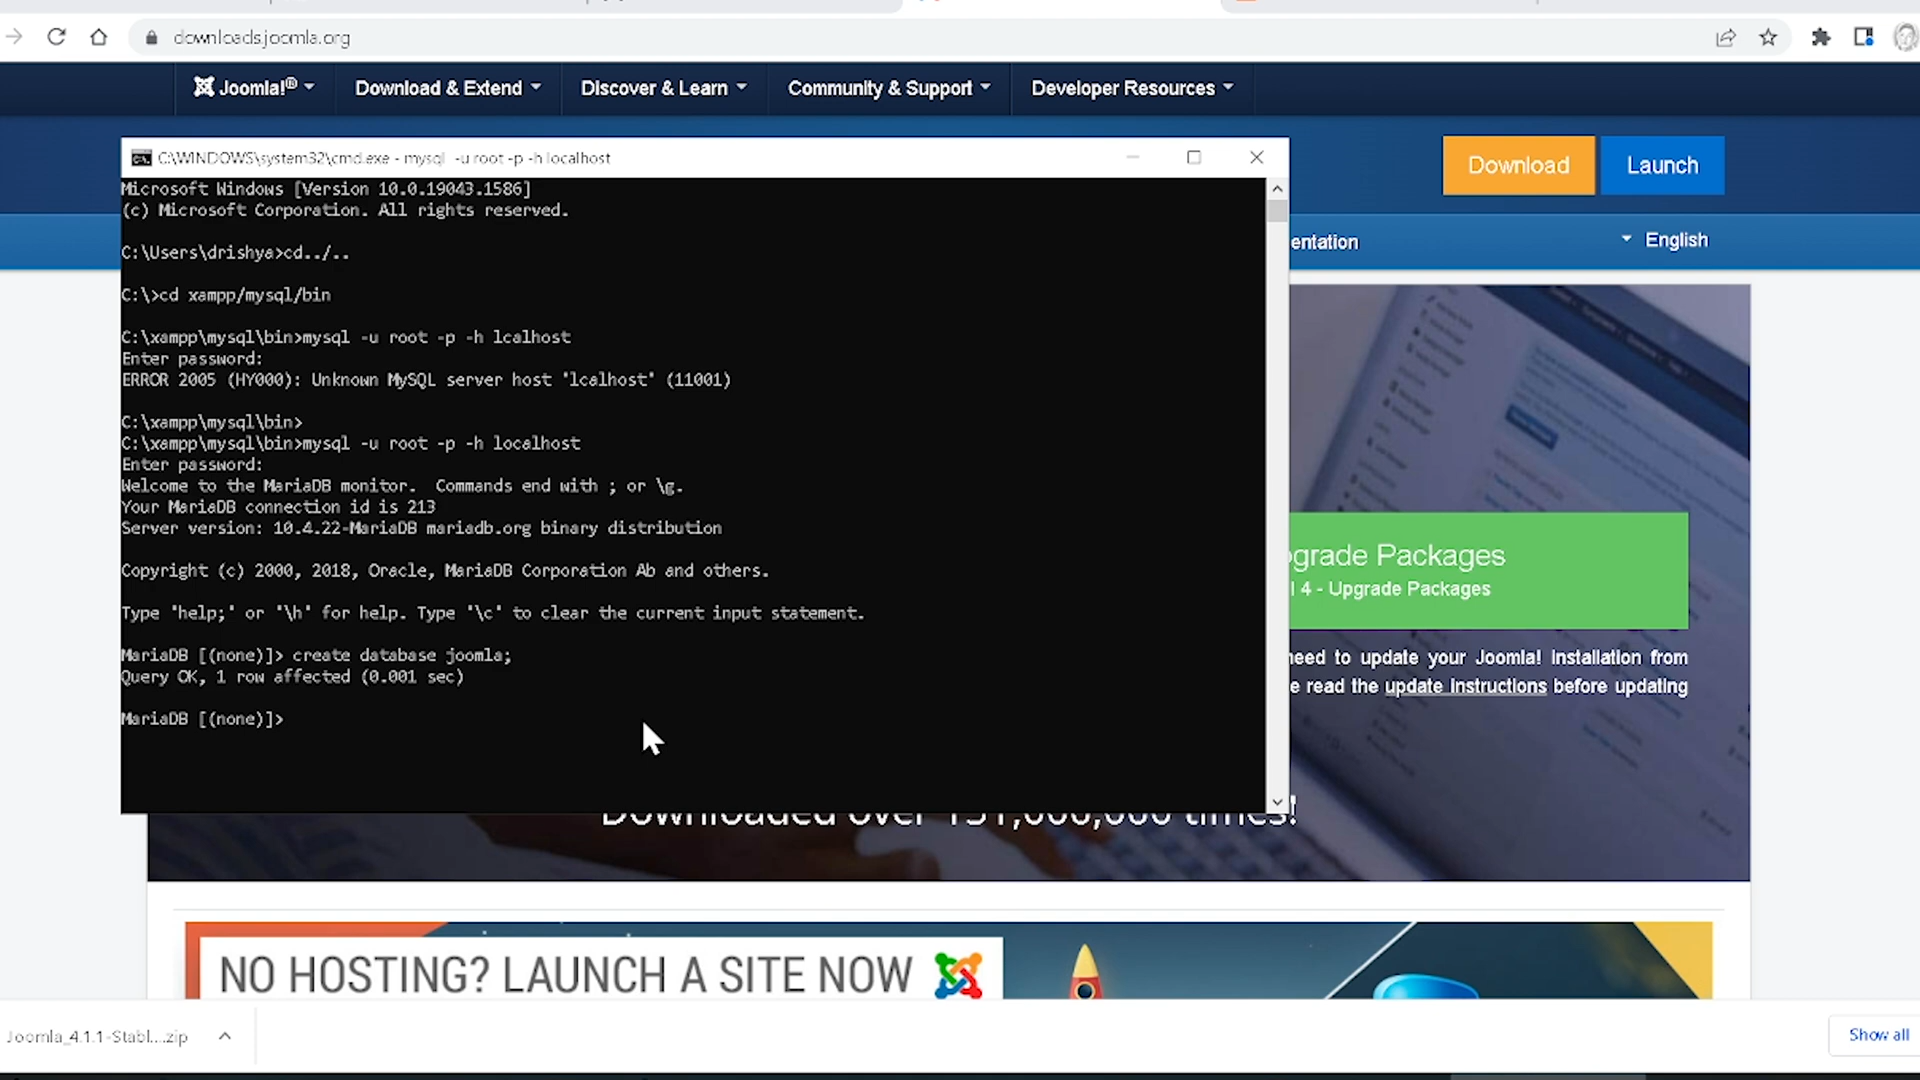 downloads.joomla.org
Joomla!® Download & Extend Discover & Learn Community & Support Developer Resources
Download Launch
C:\WINDOWS\system32\cmd.exe - mysql -u root -p -h localhost
Microsoft Windows [Version 10.0.19043.1586]
(c) Microsoft Corporation. All rights reserved.
C:\Users\drishya>cd../..
C:\>cd xampp/mysql/bin
C:\xampp\mysql\bin>mysql -u root -p -h lcalhost
Enter password:
ERROR 2005 (HY000): Unknown MySQL server host 'lcalhost' (11001)
C:\xampp\mysql\bin>
C:\xampp\mysql\bin>mysql -u root -p -h localhost
Enter password:
Welcome to the MariaDB monitor.  Commands end with ; or \g.
Your MariaDB connection id is 213
Server version: 10.4.22-MariaDB mariadb.org binary distribution
Copyright (c) 2000, 2018, Oracle, MariaDB Corporation Ab and others.
Type 'help;' or '\h' for help. Type '\c' to clear the current input statement.
MariaDB [(none)]> create database joomla;
Query OK, 1 row affected (0.001 sec)
MariaDB [(none)]>
entation English
pgrade Packages
4 - Upgrade Packages
need to update your Joomla! Installation from
e read the update instructions before updating
Downloaded over times!
NO HOSTING? LAUNCH A SITE NOW
Joomla_4.1.1-Stabl....zip
Show all